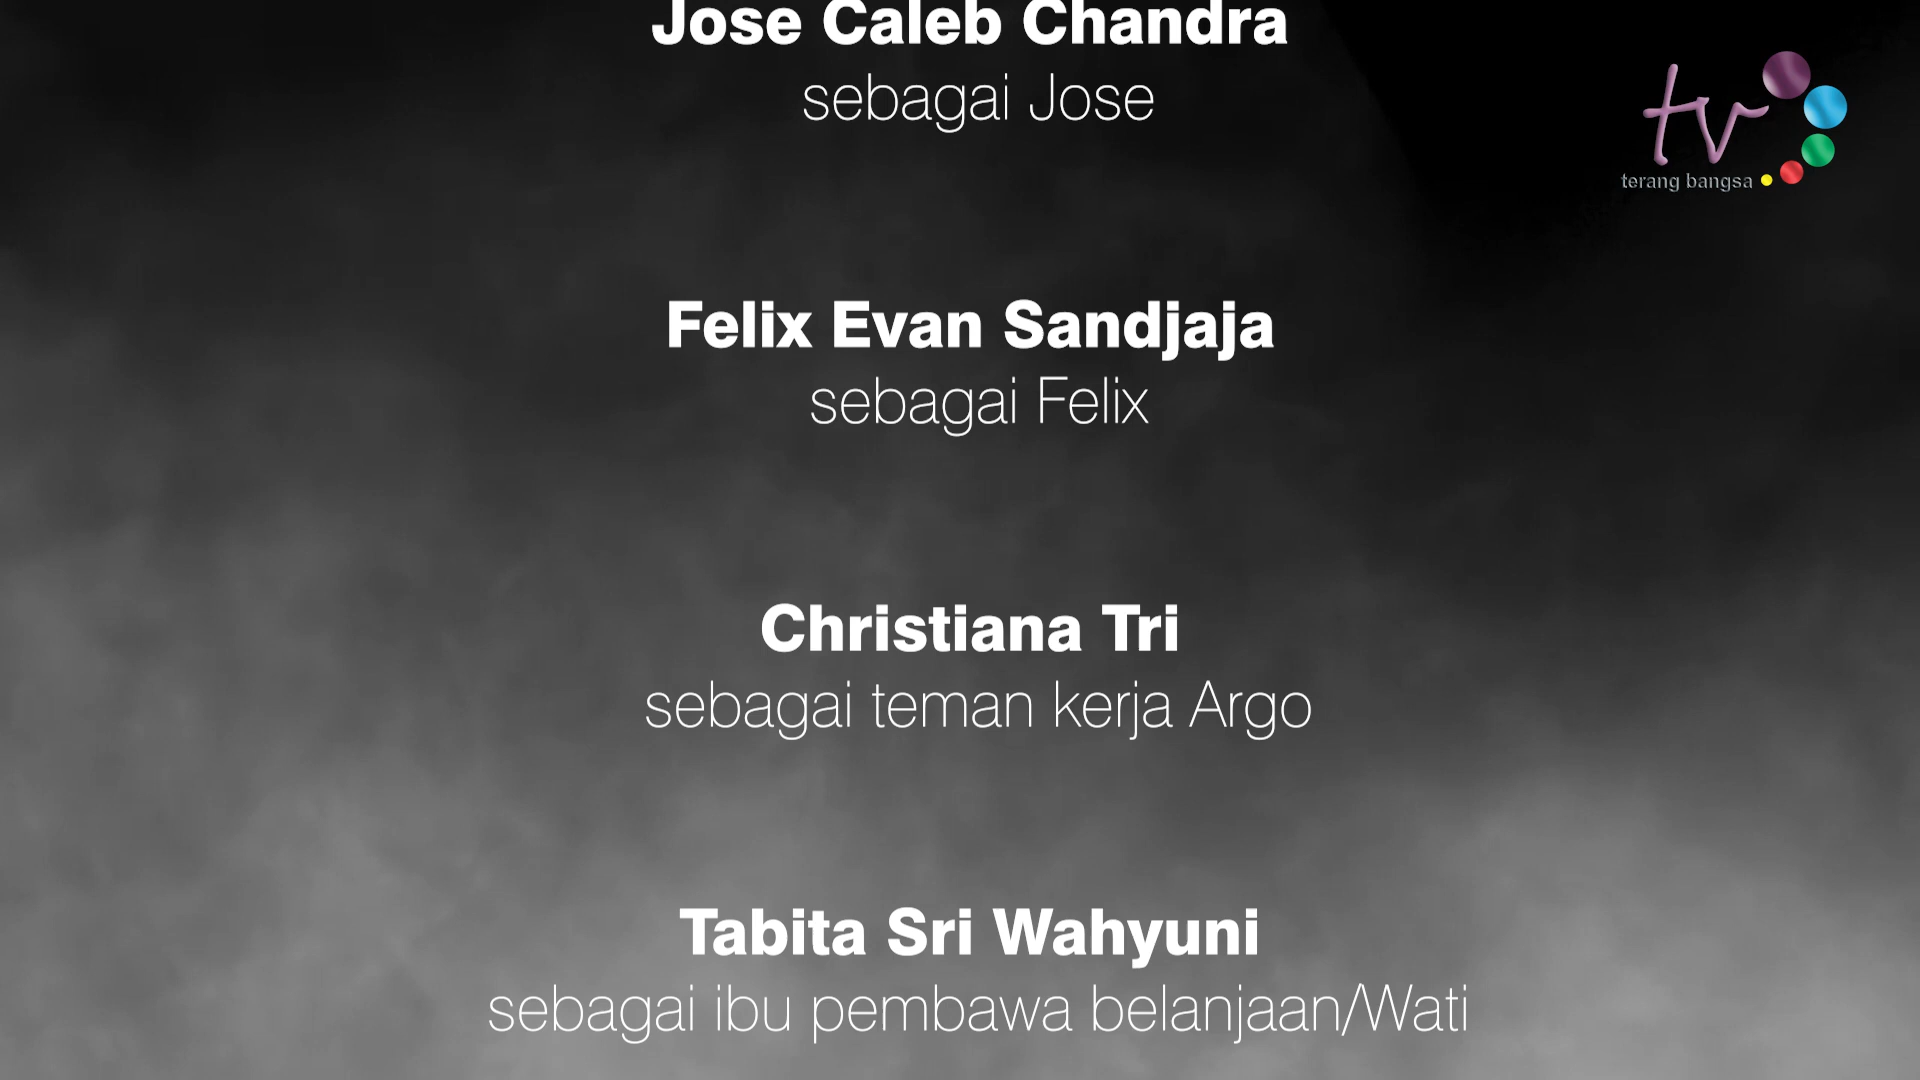 Jose Caleb Chandra
sebagai Jose
tv
terang bangsa
Felix Evan Sandjaja
sebagai Felix
Christiana Tri
sebagai teman kerja Argo
Tabita Sri Wahyuni
sebagai ibu pembawa belanjaan/Wati